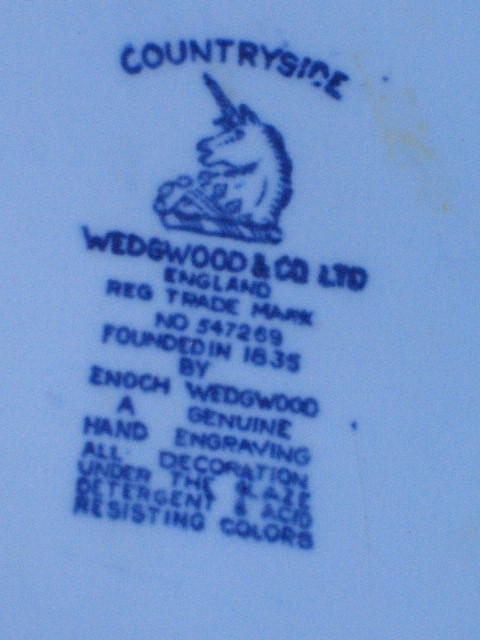 COUNTRYSIDE
WEDGWOOD & CO LTD
ENGLAND
REG TRADE MARK
NO 547269
FOUNDED IN 1835
BY
ENOCH WEDGWOOD
A GENUINE
HAND ENGRAVING
ALL DECORATION
UNDER THE GLAZE
DETERGENT & ACID
RESISTING COLORS